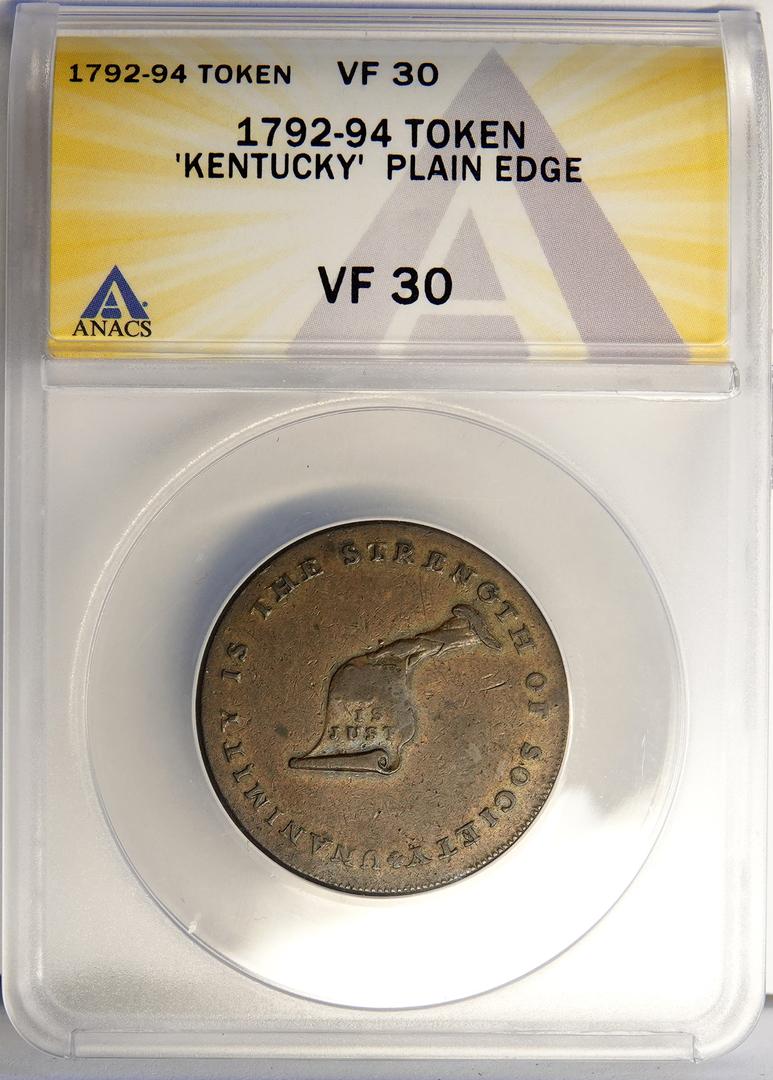 1792-94 TOKEN VF 30
1792-94 TOKEN
'KENTUCKY' PLAIN EDGE
VF 30
ANACS
UNANIMITY IS THE STRENGTH OF SOCIETY
IS
JUST